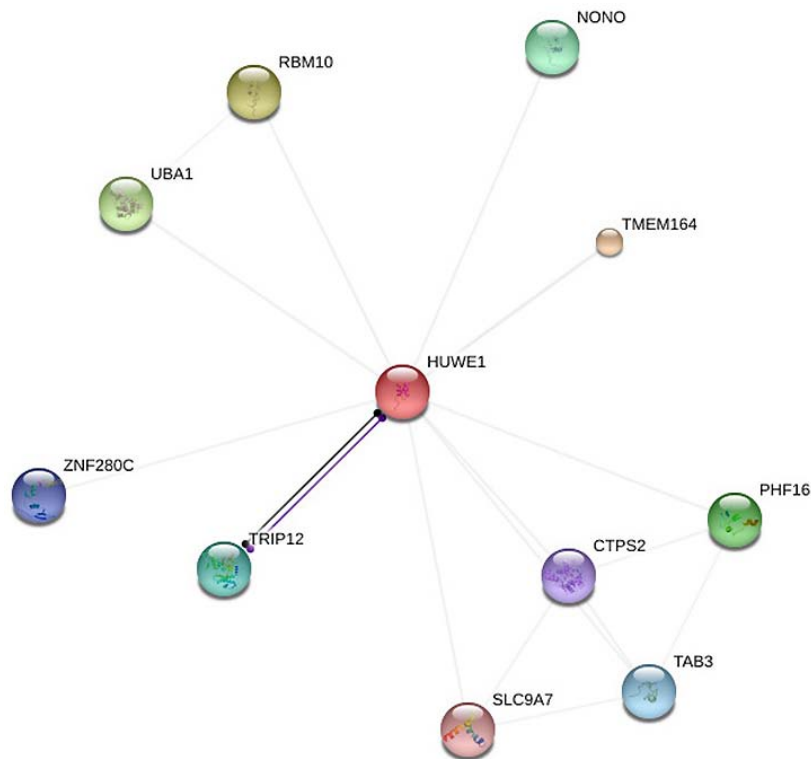 NONO
RBM10
UBA1
TMEM164
HUWE1
ZNF280C
PHF16
TRIP12
CTPS2
TAB3
SLC9A7